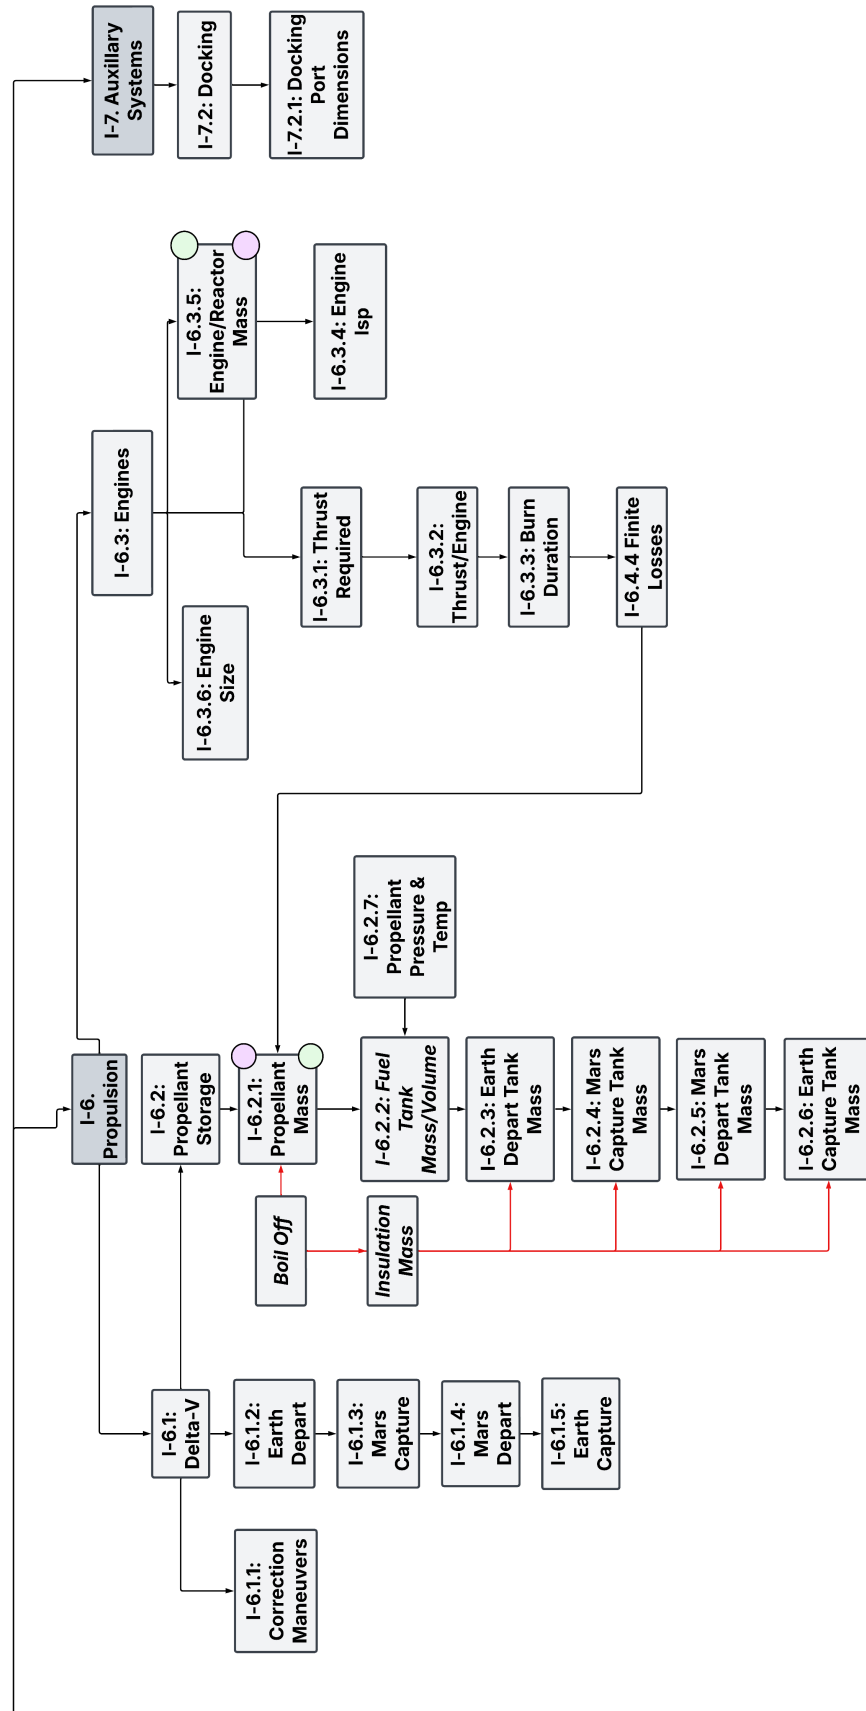 I-7. Auxillary
Systems
I-7.2: Docking
I-7.2.1: Docking
Port
Dimensions
I-6.3: Engines
I-6.3.5:
Engine/Reactor
Mass
I-6.3.4: Engine
Isp
I-6.3.1: Thrust
Required
I-6.3.2:
Thrust/Engine
I-6.3.3: Burn
Duration
I-6.4.4 Finite
Losses
I-6.3.6: Engine
Size
I-6.
Propulsion
I-6.2:
Propellant
Storage
I-6.2.1:
Propellant
Mass
I-6.2.7:
Propellant
Pressure &
Temp
I-6.2.2: Fuel
Tank
Mass/Volume
I-6.2.3: Earth
Depart Tank
Mass
I-6.2.4: Mars
Capture Tank
Mass
I-6.2.5: Mars
Depart Tank
Mass
I-6.2.6: Earth
Capture Tank
Mass
Boil Off
Insulation
Mass
I-6.1:
Delta-V
I-6.1.2:
Earth
Depart
I-6.1.3:
Mars
Capture
I-6.1.4:
Mars
Depart
I-6.1.5:
Earth
Capture
I-6.1.1:
Correction
Maneuvers